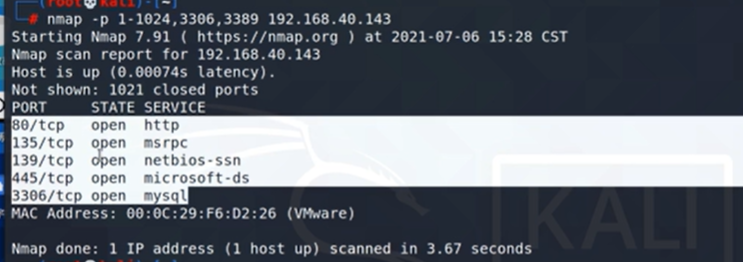 (root㉿kali)-[~]
# nmap -p 1-1024,3306,3389 192.168.40.143
Starting Nmap 7.91 ( https://nmap.org ) at 2021-07-06 15:28 CST
Nmap scan report for 192.168.40.143
Host is up (0.00074s latency).
Not shown: 1021 closed ports
PORT     STATE SERVICE
80/tcp   open  http
135/tcp  open  msrpc
139/tcp  open  netbios-ssn
445/tcp  open  microsoft-ds
3306/tcp open  mysql
MAC Address: 00:0C:29:F6:D2:26 (VMware)
Nmap done: 1 IP address (1 host up) scanned in 3.67 seconds
KALI